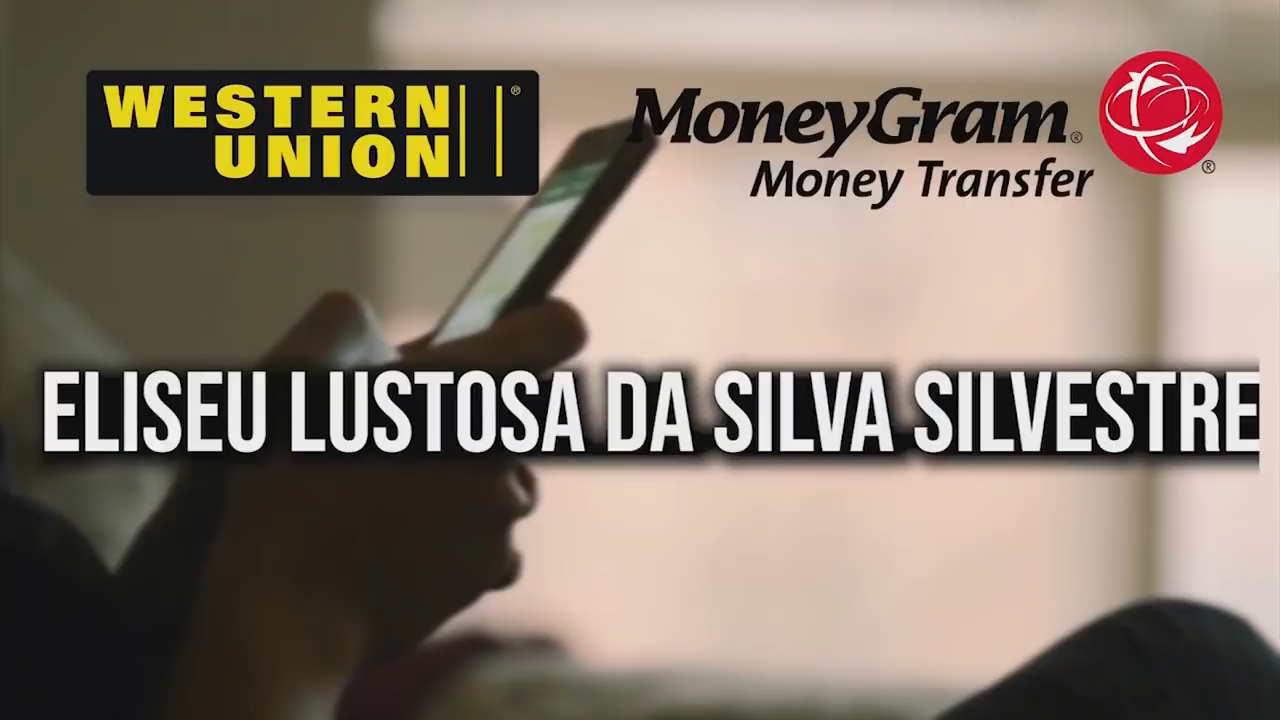 WESTERN
UNION
MoneyGram
Money Transfer
ELISEU LUSTOSA DA SILVA SILVESTRE